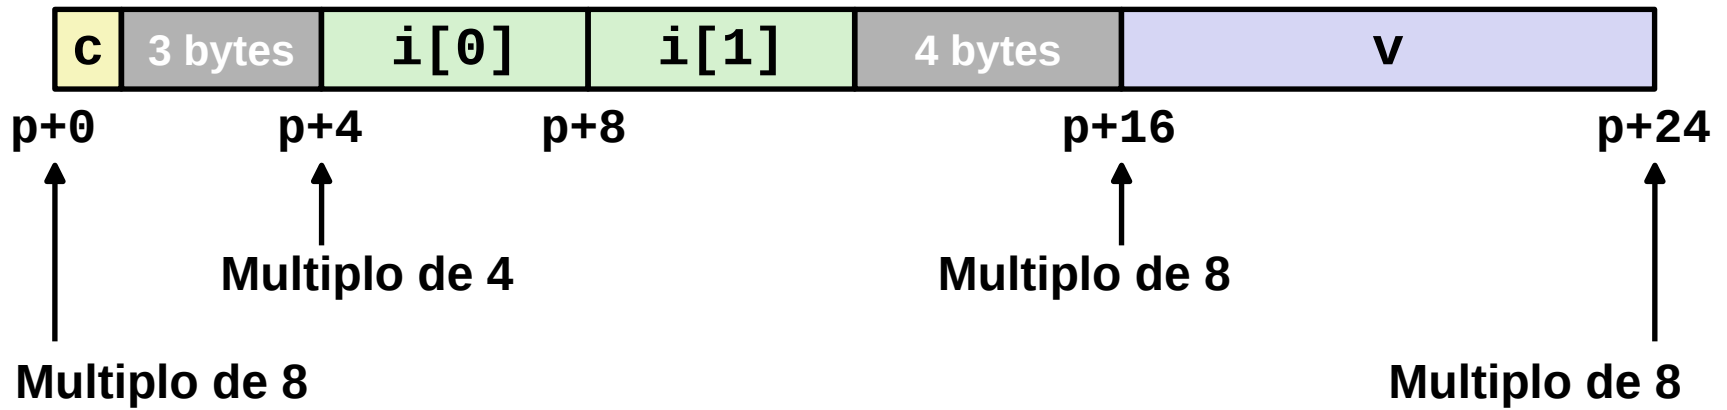 c 3 bytes i[0] i[1] 4 bytes v
p+0 p+4 p+8 p+16 p+24
Multiplo de 4 Multiplo de 8
Multiplo de 8 Multiplo de 8